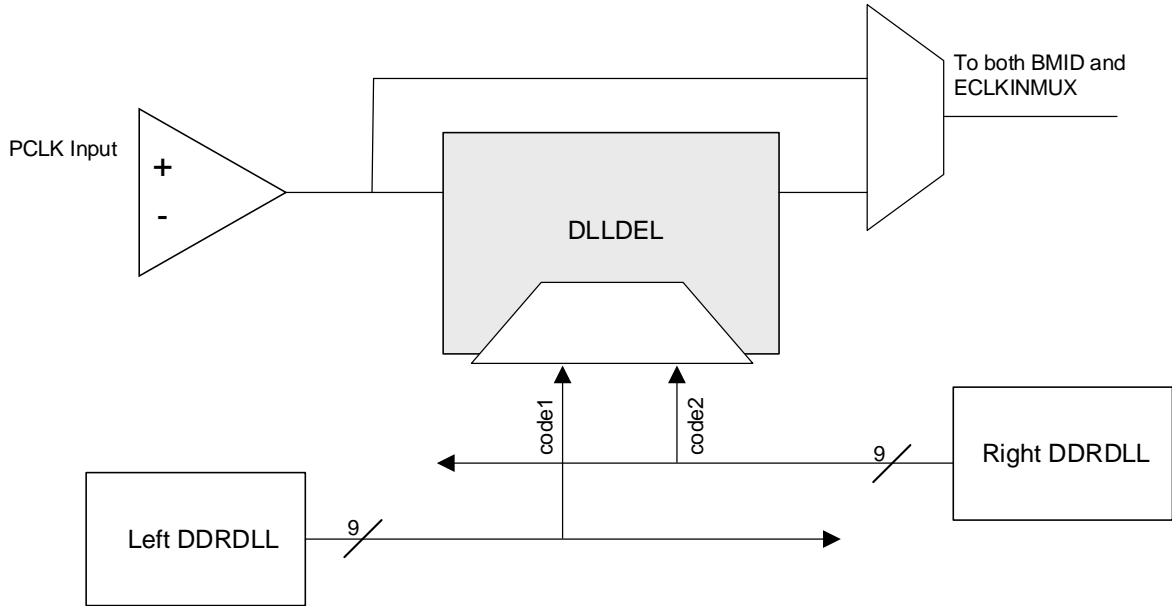 To both BMID and
ECLKINMUX
PCLK Input
+
-
DLLDEL
code1
code2
9
Right DDRDLL
9
Left DDRDLL